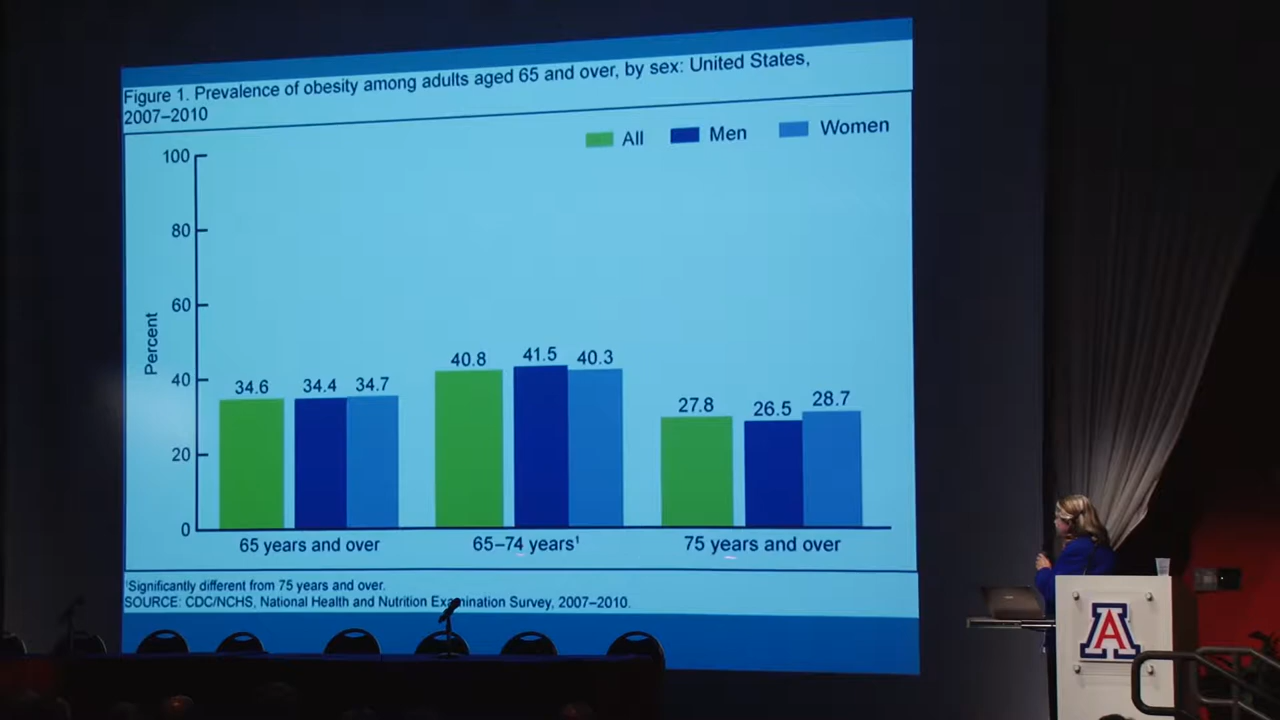 Figure 1. Prevalence of obesity among adults aged 65 and over, by sex: United States,
2007–2010
All Men Women
100
80
60
40
20
0
Percent
34.6 34.4 34.7
40.8 41.5 40.3
27.8 26.5 28.7
65 years and over 65–74 years¹ 75 years and over
¹Significantly different from 75 years and over.
SOURCE: CDC/NCHS, National Health and Nutrition Examination Survey, 2007–2010.
A